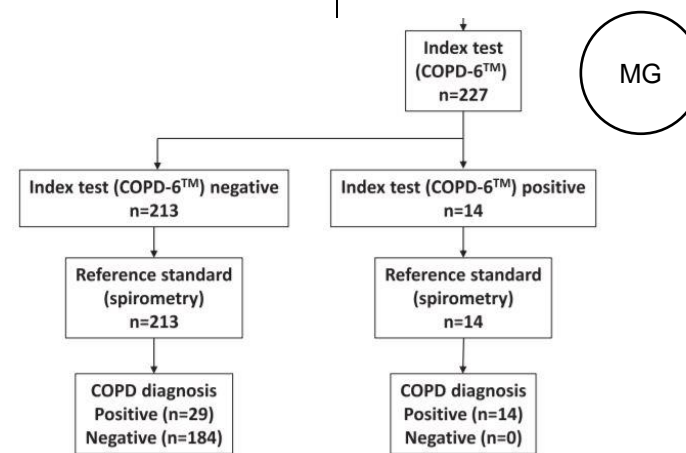 Index test
(COPD-6TM)
n=227
MG
Index test (COPD-6TM) negative
n=213
Index test (COPD-6TM) positive
n=14
Reference standard
(spirometry)
n=213
Reference standard
(spirometry)
n=14
COPD diagnosis
Positive (n=29)
Negative (n=184)
COPD diagnosis
Positive (n=14)
Negative (n=0)